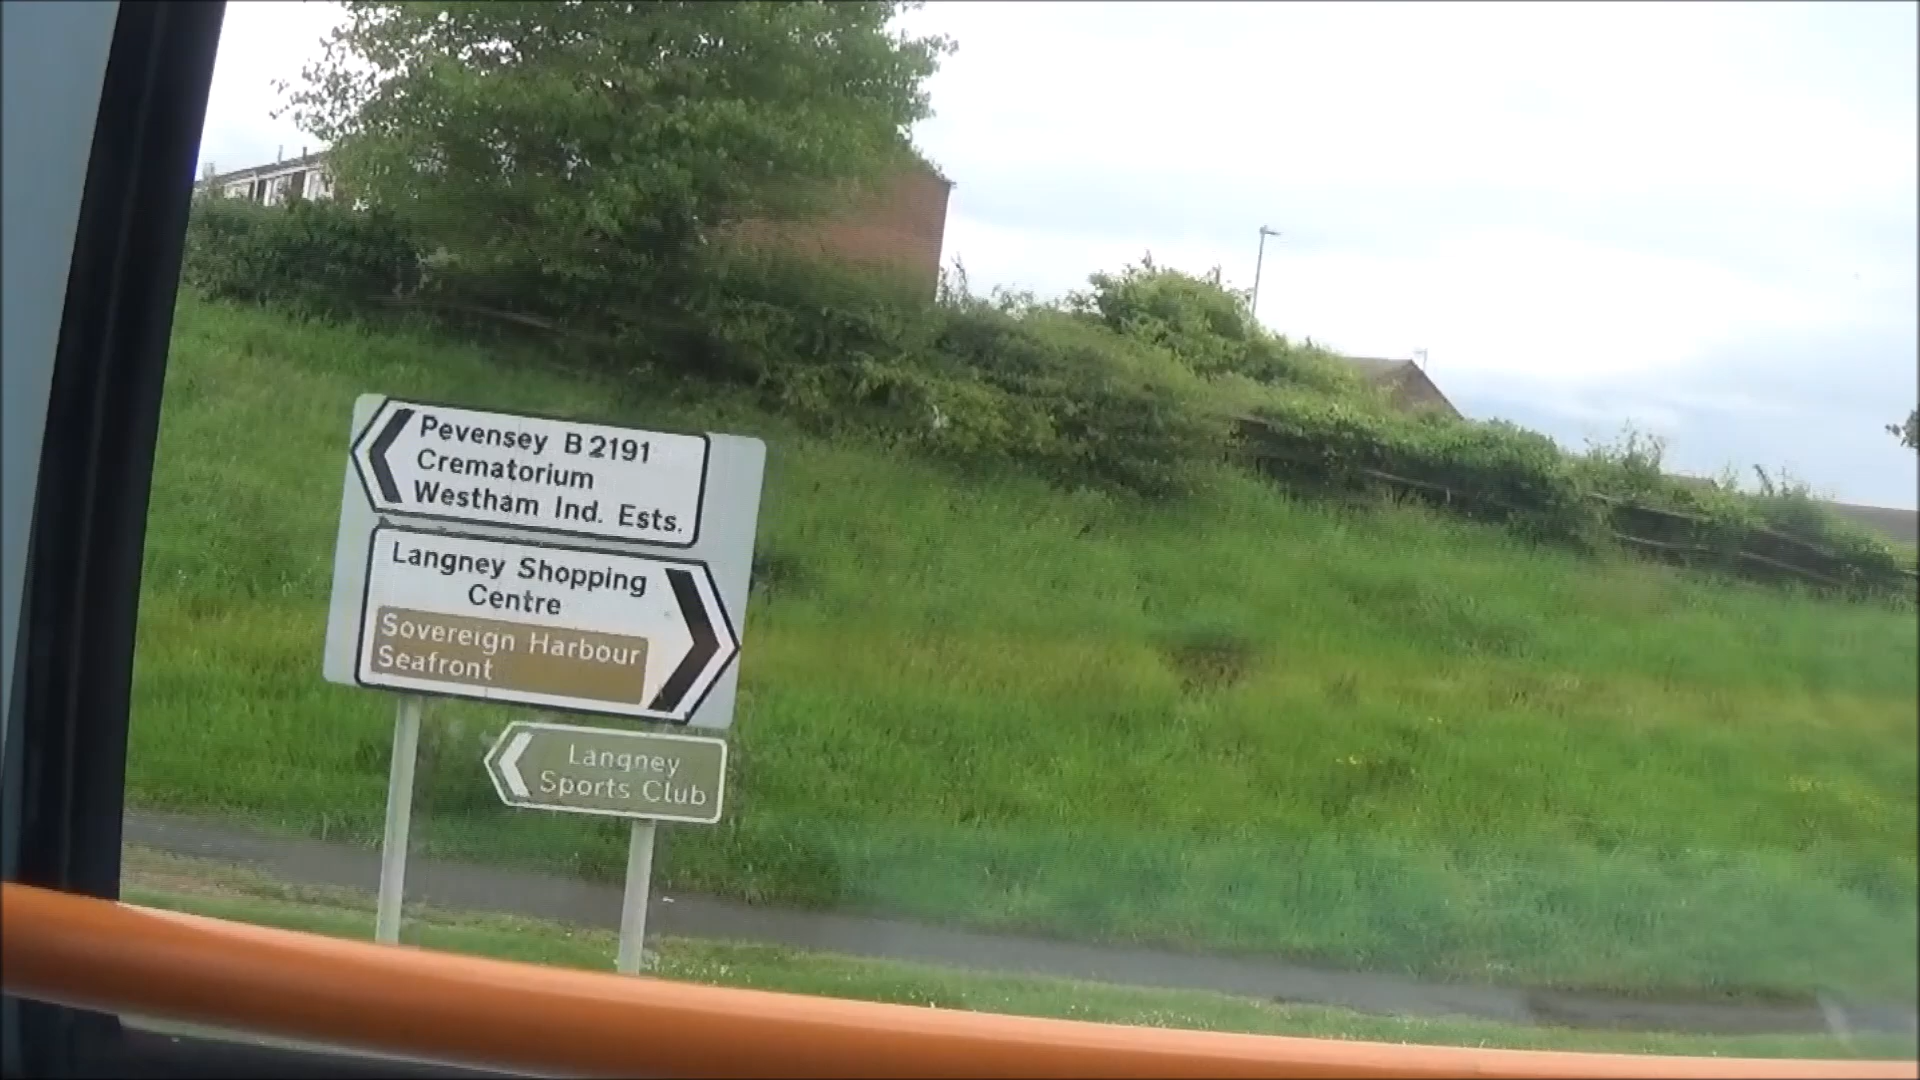 Pevensey B2191
Crematorium
Westham Ind. Ests.
Langney Shopping
Centre
Sovereign Harbour
Seafront
Langney
Sports Club